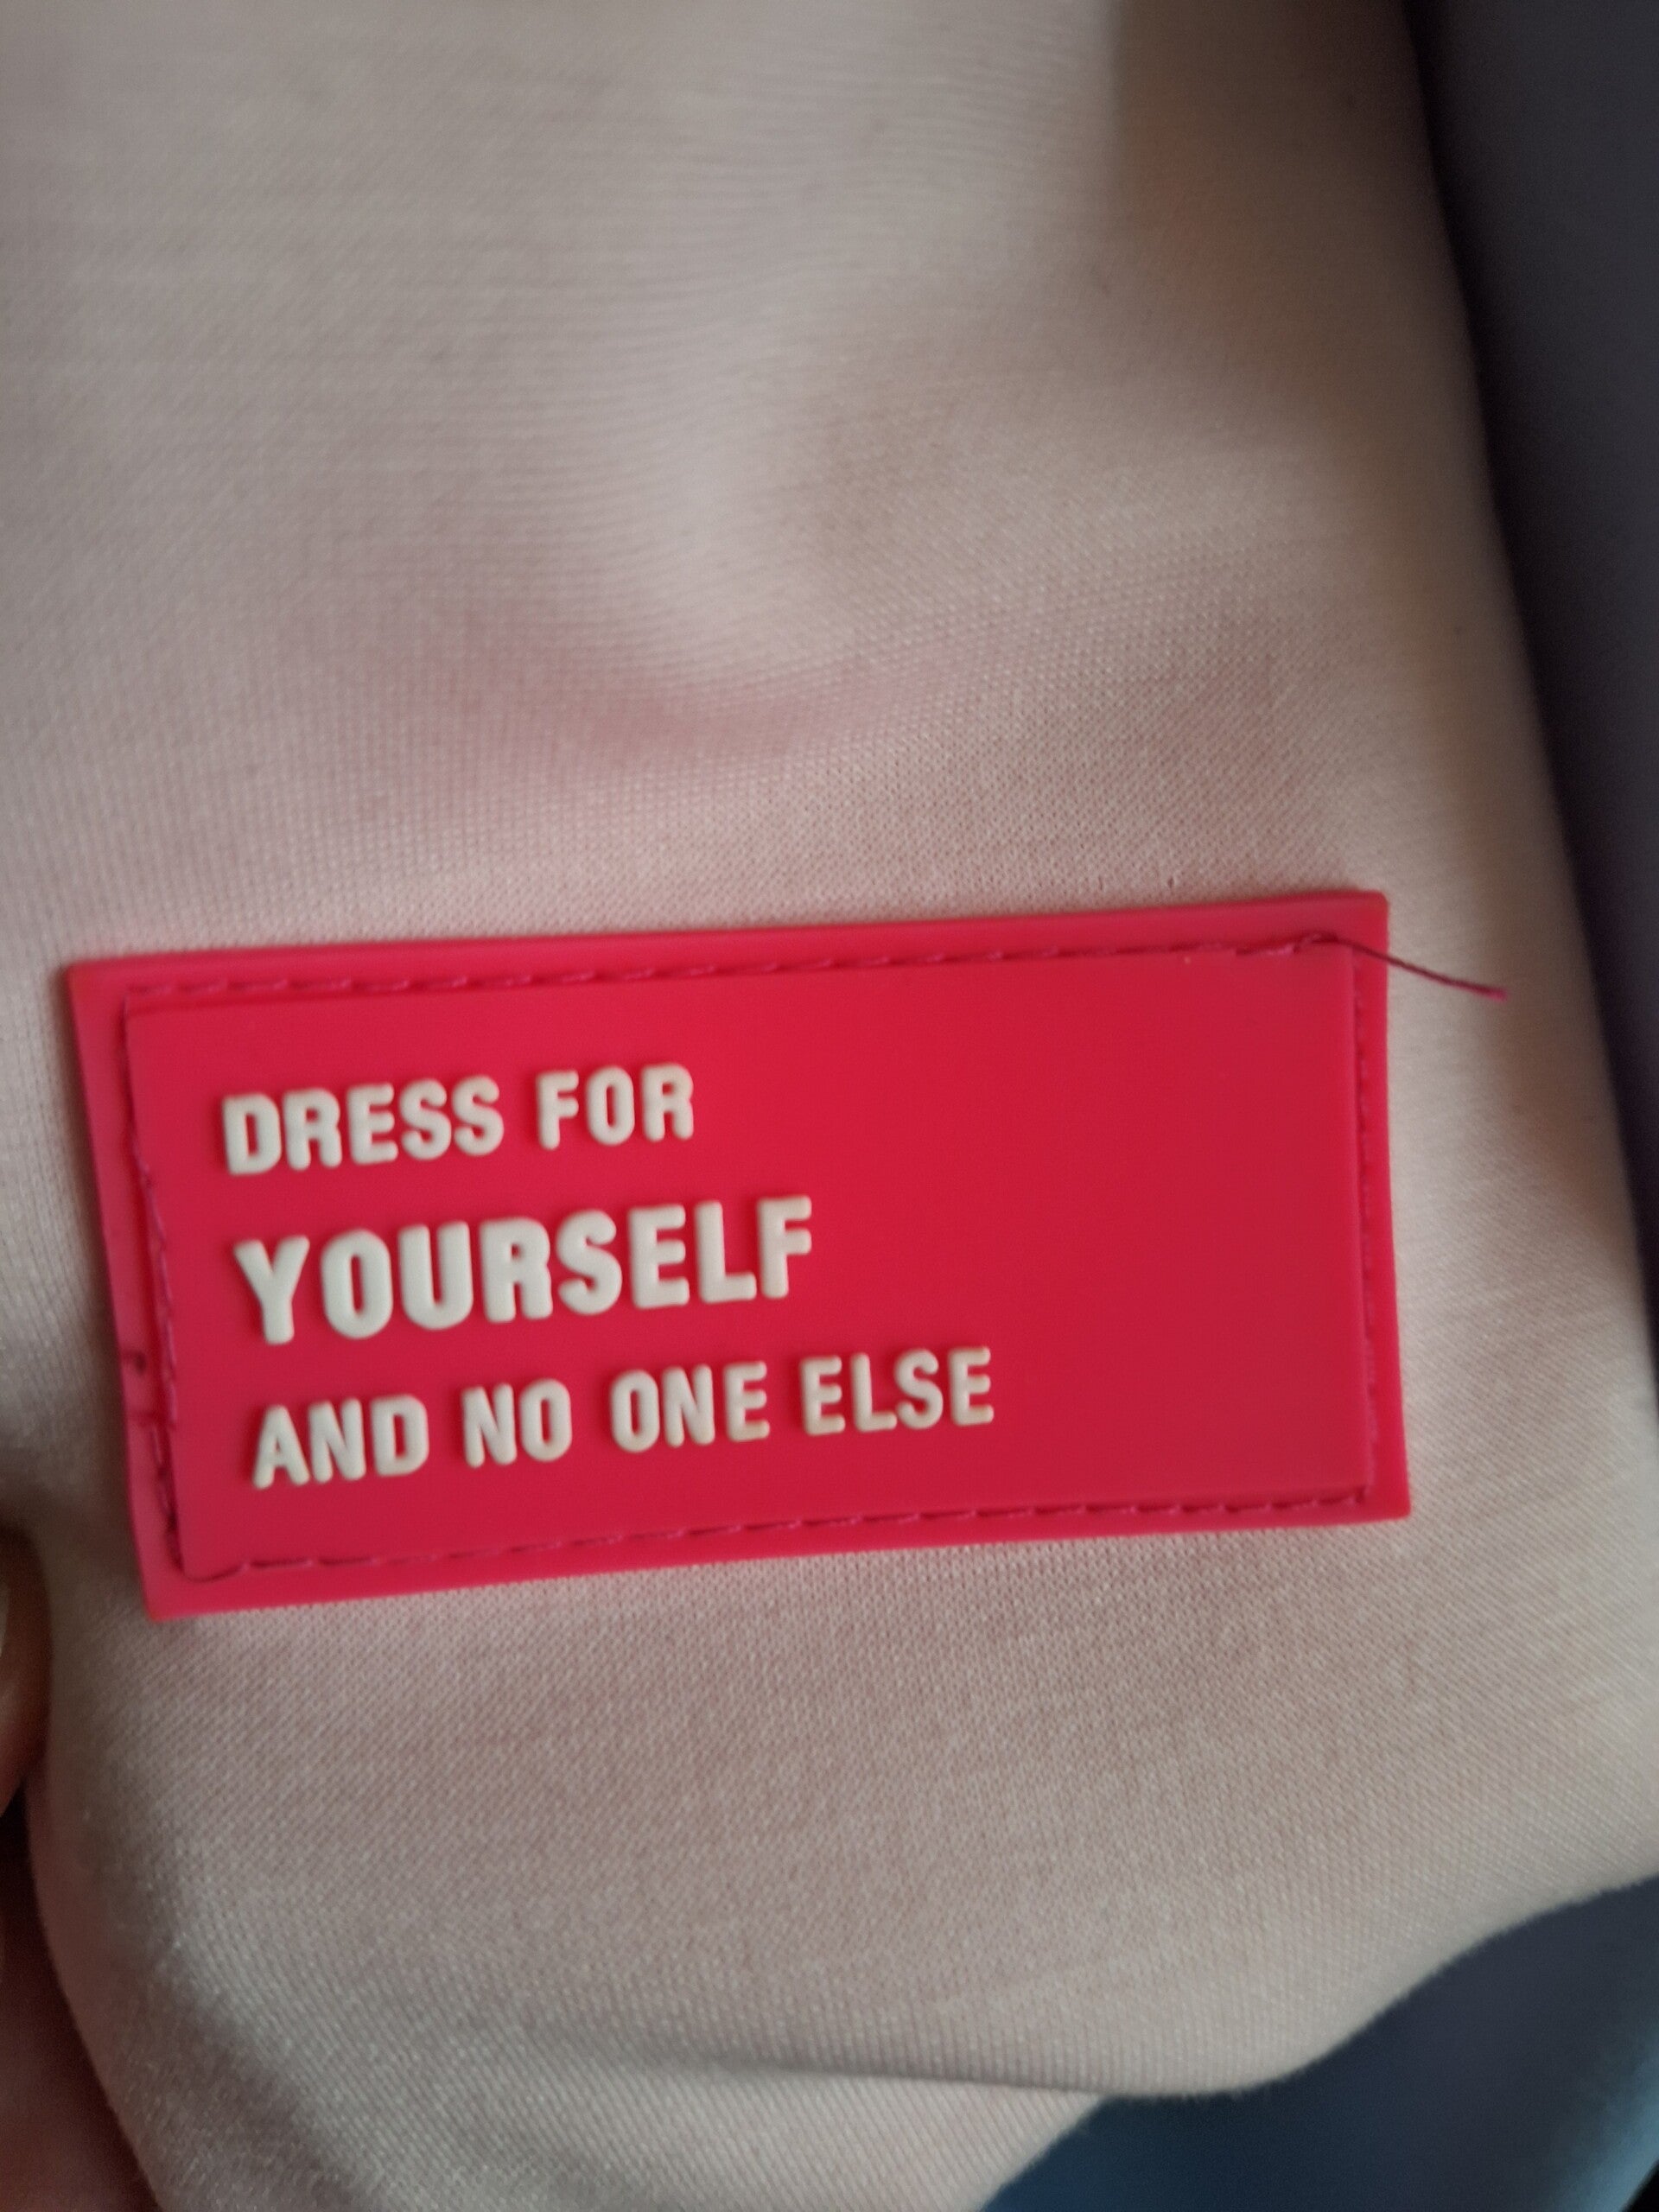 DRESS FOR
YOURSELF
AND NO ONE ELSE